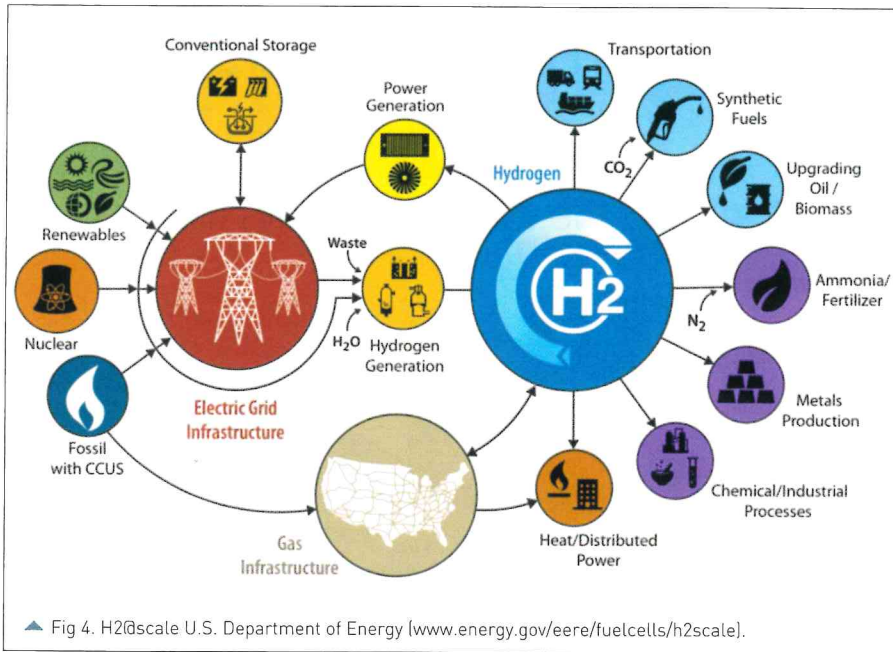 Conventional Storage
Transportation
Power
Generation
Synthetic
Fuels
CO2
Hydrogen
Upgrading
Oil /
Biomass
Renewables
Waste
H2
Ammonia/
Fertilizer
N2
Nuclear
H2O
Hydrogen
Generation
Electric Grid
Infrastructure
Metals
Production
Fossil
with CCUS
Chemical/Industrial
Processes
Gas
Infrastructure
Heat/Distributed
Power
Fig 4. H2@scale U.S. Department of Energy (www.energy.gov/eere/fuelcells/h2scale).